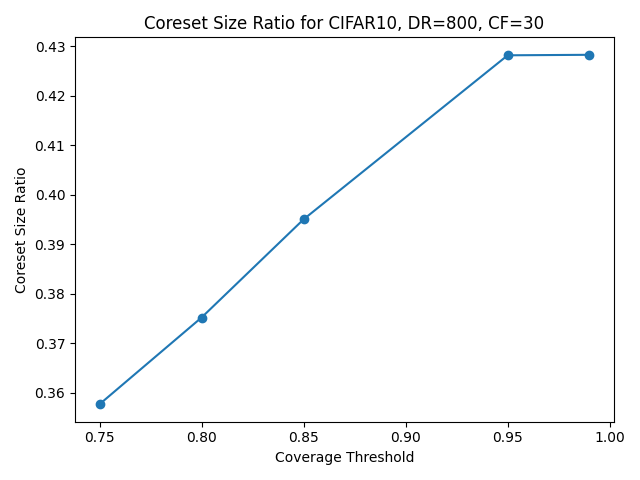 Coreset Size Ratio for CIFAR10, DR=800, CF=30
0.43
0.42
0.41
0.40
0.39
0.38
0.37
0.36
Coreset Size Ratio
0.75 0.80 0.85 0.90 0.95 1.00
Coverage Threshold